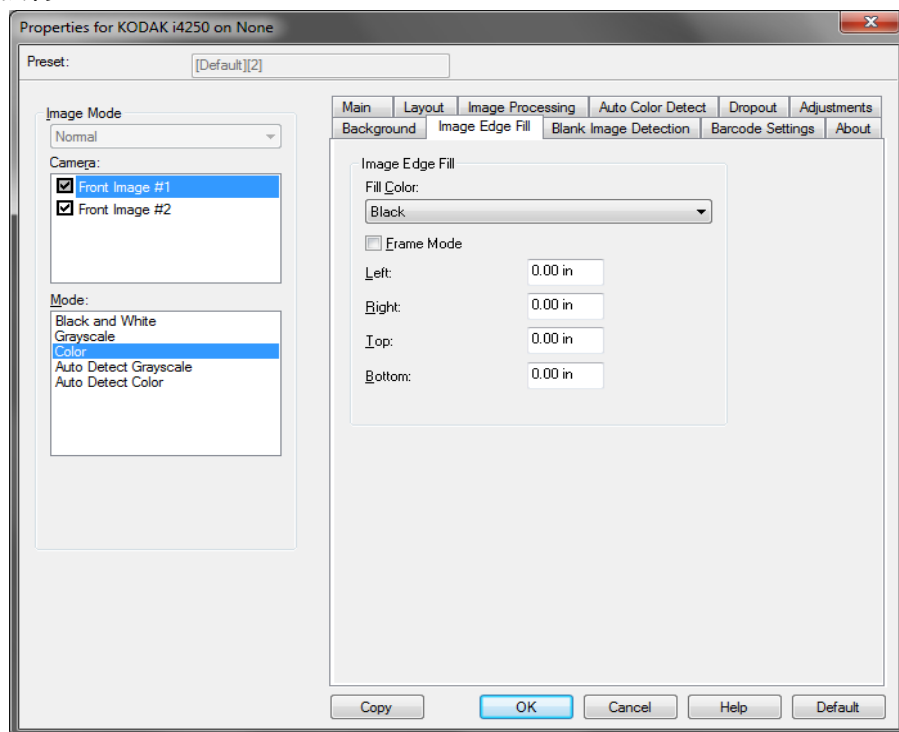 Properties for KODAK i4250 on None
Preset: [Default][2]
Image Mode
Normal
Camera:
Front Image #1
Front Image #2
Mode:
Black and White
Grayscale
Color
Auto Detect Grayscale
Auto Detect Color
Main Layout Image Processing Auto Color Detect Dropout Adjustments
Background Image Edge Fill Blank Image Detection Barcode Settings About
Image Edge Fill
Fill Color:
Black
Frame Mode
Left: 0.00 in
Right: 0.00 in
Top: 0.00 in
Bottom: 0.00 in
Copy OK Cancel Help Default